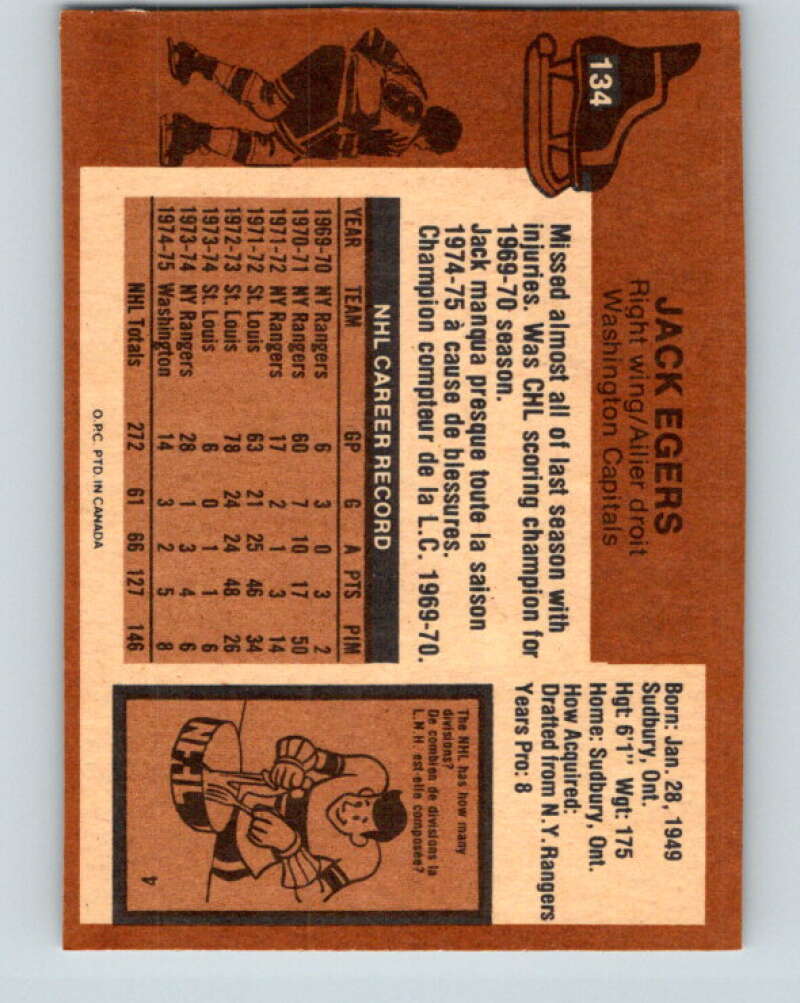 134
JACK EGERS
Right wing/Ailier droit
Washington Capitals
Missed almost all of last season with
injuries. Was CHL scoring champion for
1969-70 season.
Jack manqua presque toute la saison
1974-75 à cause de blessures.
Champion compteur de la L.C. 1969-70.
NHL CAREER RECORD
YEAR TEAM GP G A PTS PIM
1969-70 NY Rangers 6 3 0 3 2
1970-71 NY Rangers 60 7 10 17 50
1971-72 NY Rangers 17 2 1 3 14
1971-72 St. Louis 63 21 25 46 34
1972-73 St. Louis 78 24 24 48 26
1973-74 St. Louis 6 0 1 1 6
1973-74 NY Rangers 28 1 3 4 6
1974-75 Washington 14 3 2 5 8
NHL Totals 272 61 66 127 146
O.P.C. PTD. IN CANADA
Born: Jan. 28, 1949
Sudbury, Ont.
Hgt: 6'1" Wgt: 175
Home: Sudbury, Ont.
How Acquired:
Drafted from N.Y. Rangers
Years Pro: 8
The NHL has how many
divisions?
De combien de divisions la
L.N.H. est-elle composée?
NHL
4